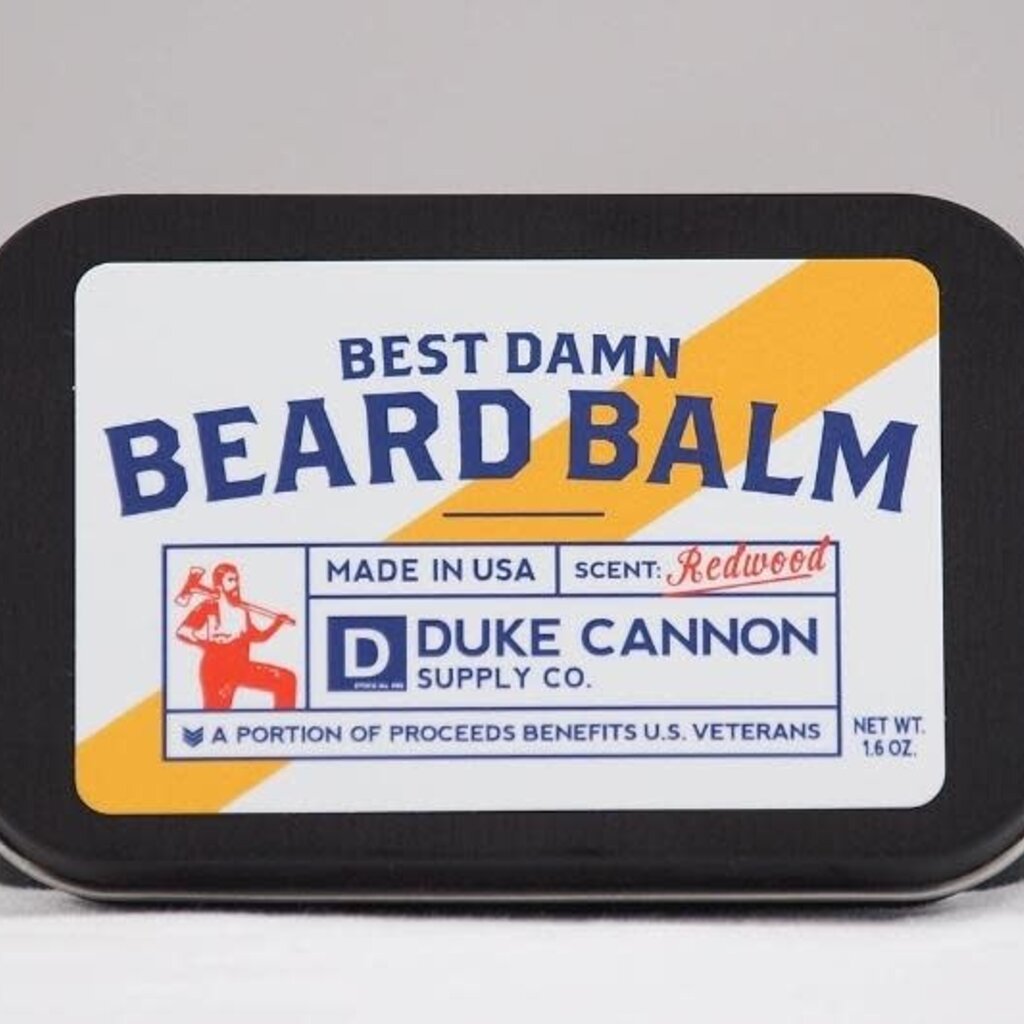 BEST DAMN
BEARD BALM
MADE IN USA
SCENT: Redwood
D
DUKE CANNON
SUPPLY CO.
A PORTION OF PROCEEDS BENEFITS U.S. VETERANS
NET WT.
1.6 OZ.